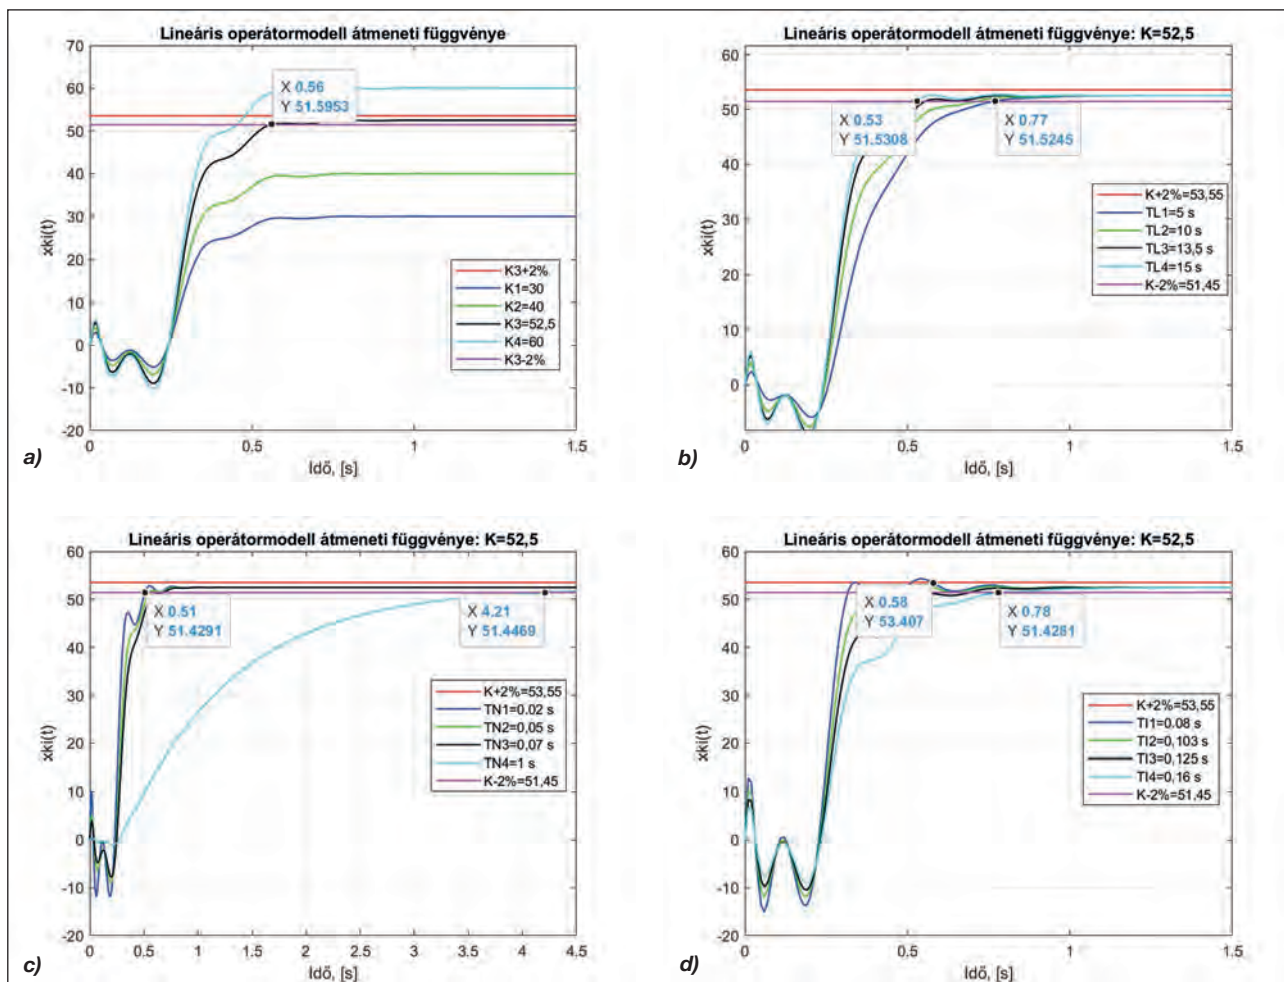 Lineáris operátormodell átmeneti függvénye
70
60
50
40
30
20
10
0
-10
-20
xki(t)
X 0.56
Y 51.5953
K3+2%
K1=30
K2=40
K3=52,5
K4=60
K3-2%
0
0.5
1
1.5
Idő, [s]
a)
Lineáris operátormodell átmeneti függvénye: K=52,5
60
50
40
30
20
10
0
xki(t)
X 0.53
Y 51.5308
X 0.77
Y 51.5245
K+2%=53,55
TL1=5 s
TL2=10 s
TL3=13,5 s
TL4=15 s
K-2%=51,45
0
0.5
1
1.5
Idő, [s]
b)
Lineáris operátormodell átmeneti függvénye: K=52,5
60
50
40
30
20
10
0
-10
-20
xki(t)
X 0.51
Y 51.4291
X 4.21
Y 51.4469
K+2%=53,55
TN1=0.02 s
TN2=0,05 s
TN3=0,07 s
TN4=1 s
K-2%=51,45
0
0.5
1
1.5
2
2.5
3
3.5
4
4.5
Idő, [s]
c)
Lineáris operátormodell átmeneti függvénye: K=52,5
60
50
40
30
20
10
0
-10
-20
xki(t)
X 0.58
Y 53.407
X 0.78
Y 51.4281
K+2%=53,55
TI1=0.08 s
TI2=0,103 s
TI3=0,125 s
TI4=0,16 s
K-2%=51,45
0
0.5
1
1.5
Idő, [s]
d)